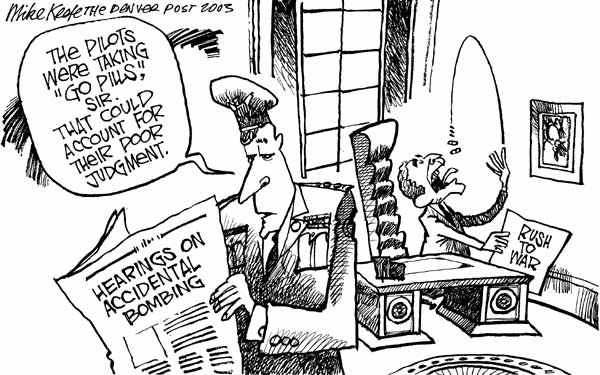 Mike Keefe THE DENVER POST 2003
THE PILOTS
WERE TAKING
"GO PILLS",
SIR.
THAT COULD
ACCOUNT FOR
THEIR POOR
JUDGMENT.
HEARINGS ON
ACCIDENTAL
BOMBING
RUSH
TO
WAR